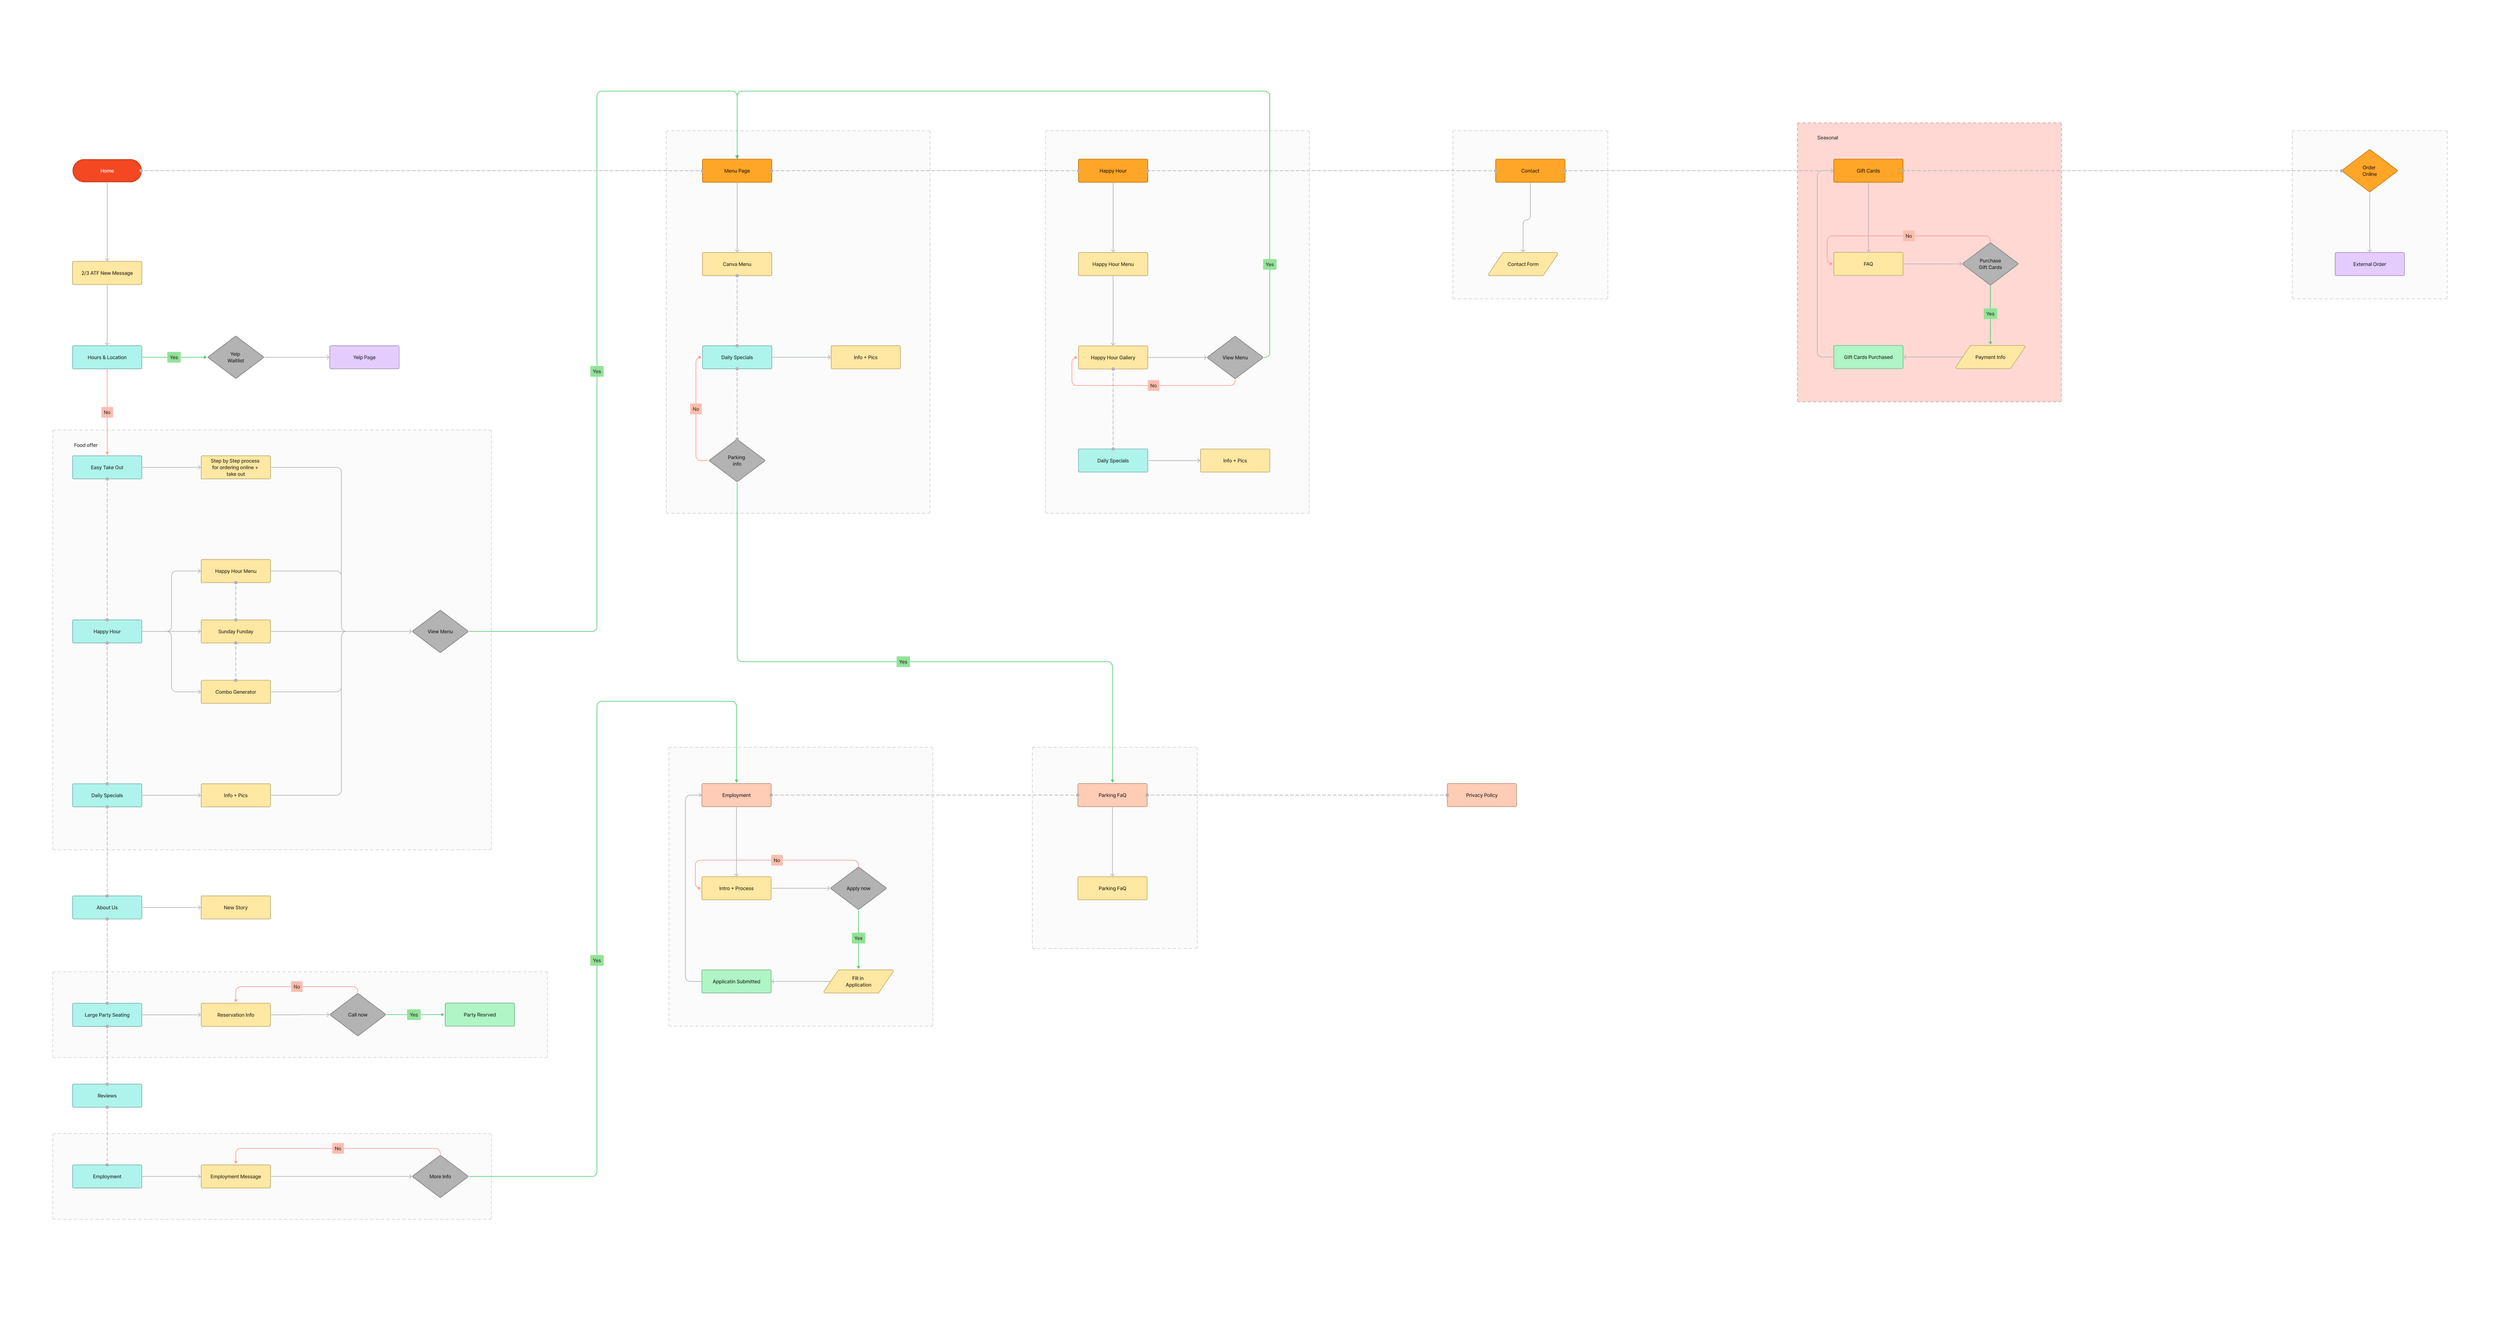 Seasonal
Home
Menu Page
Happy Hour
Contact
Gift Cards
Order
Online
No
2/3 ATF New Message
Canva Menu
Happy Hour Menu
Yes
Contact Form
FAQ
Purchase
Gift Cards
External Order
Yes
Hours & Location
Yes
Yelp
Waitlist
Yelp Page
Yes
Daily Specials
Info + Pics
Happy Hour Gallery
View Menu
No
Gift Cards Purchased
Payment Info
No
No
Food offer
Easy Take Out
Step by Step process
for ordering online +
take out
Parking
info
Daily Specials
Info + Pics
Happy Hour Menu
Happy Hour
Sunday Funday
View Menu
Yes
Combo Generator
Daily Specials
Info + Pics
Employment
Parking FaQ
Privacy Policy
No
Intro + Process
Apply now
Parking FaQ
About Us
New Story
Yes
Yes
Applicatin Submitted
Fill in
Application
No
Large Party Seating
Reservation Info
Call now
Yes
Party Resrved
Reviews
No
Employment
Employment Message
More Info